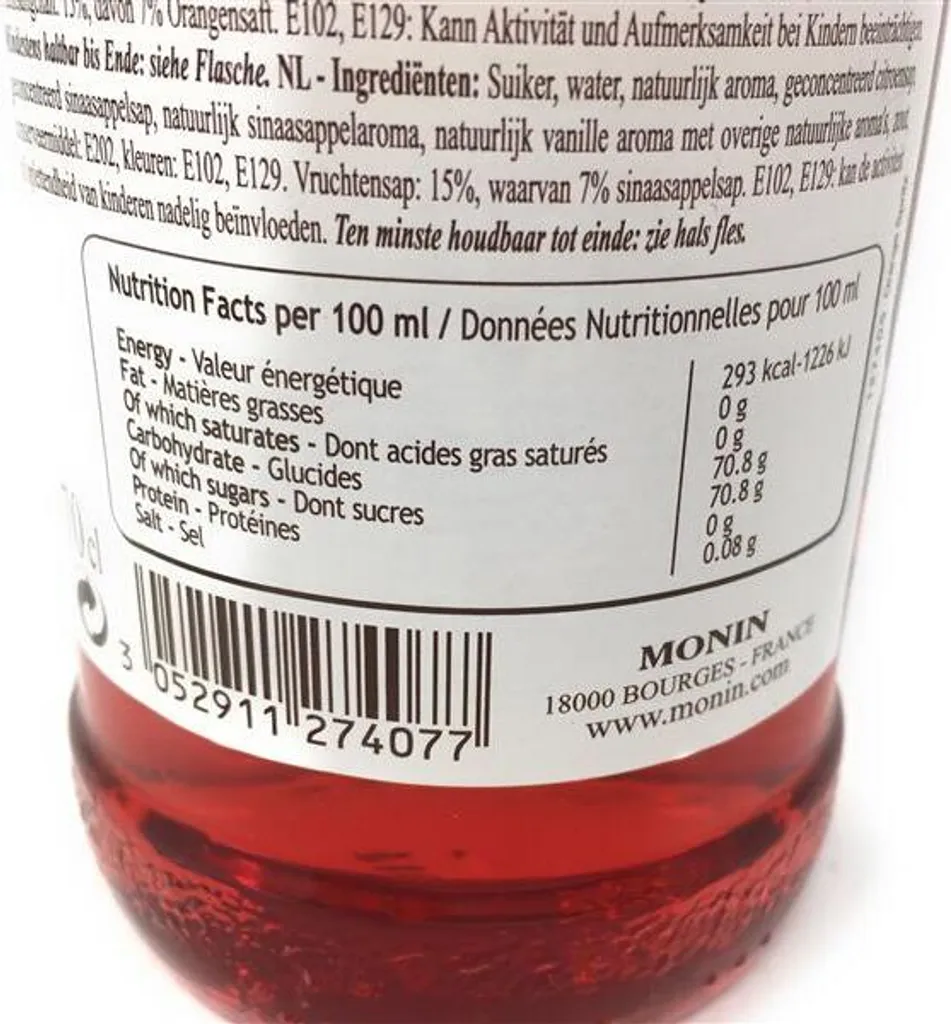 15%, davon 7% Orangensaft. E102, E129: Kann Aktivität und Aufmerksamkeit bei Kindern beeinträchtigen
Mindestens haltbar bis Ende: siehe Flasche. NL - Ingrediënten: Suiker, water, natuurlijk aroma, geconcentreerd citroensap,
sinaasappelsap, natuurlijk sinaasappelaroma, natuurlijk vanille aroma met overige natuurlijke aroma's, zout,
E202, kleuren: E102, E129. Vruchtensap: 15%, waarvan 7% sinaasappelsap. E102, E129: kan de activiteit
van kinderen nadelig beïnvloeden. Ten minste houdbaar tot einde: zie hals fles.
Nutrition Facts per 100 ml / Données Nutritionnelles pour 100 ml
Energy - Valeur énergétique 293 kcal-1226 kJ
Fat - Matières grasses 0 g
Of which saturates - Dont acides gras saturés 0 g
Carbohydrate - Glucides 70.8 g
Of which sugars - Dont sucres 70.8 g
Protein - Protéines 0 g
Salt - Sel 0.08 g
70 cl
3 052911 274077
MONIN
18000 BOURGES - FRANCE
www.monin.com